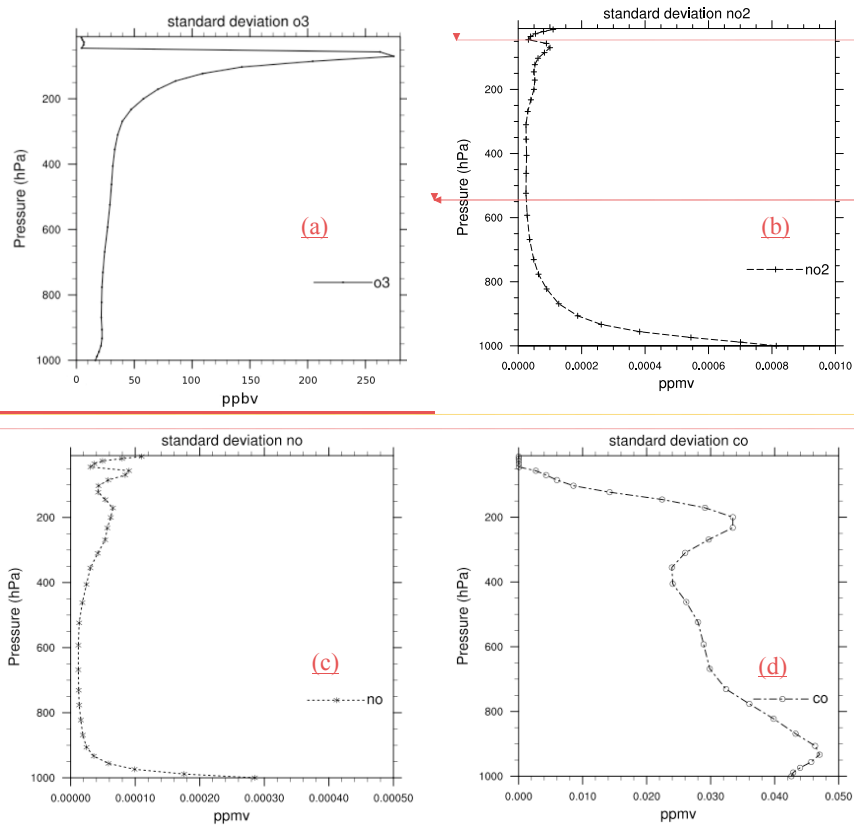 standard deviation o3
Pressure (hPa)
200
400
600
800
1000
0 50 100 150 200 250
ppbv
(a)
o3
standard deviation no2
Pressure (hPa)
200
400
600
800
1000
0.0000 0.0002 0.0004 0.0006 0.0008 0.0010
ppmv
(b)
no2
standard deviation no
Pressure (hPa)
200
400
600
800
1000
0.00000 0.00010 0.00020 0.00030 0.00040 0.00050
ppmv
(c)
no
standard deviation co
Pressure (hPa)
200
400
600
800
1000
0.000 0.010 0.020 0.030 0.040 0.050
ppmv
(d)
co